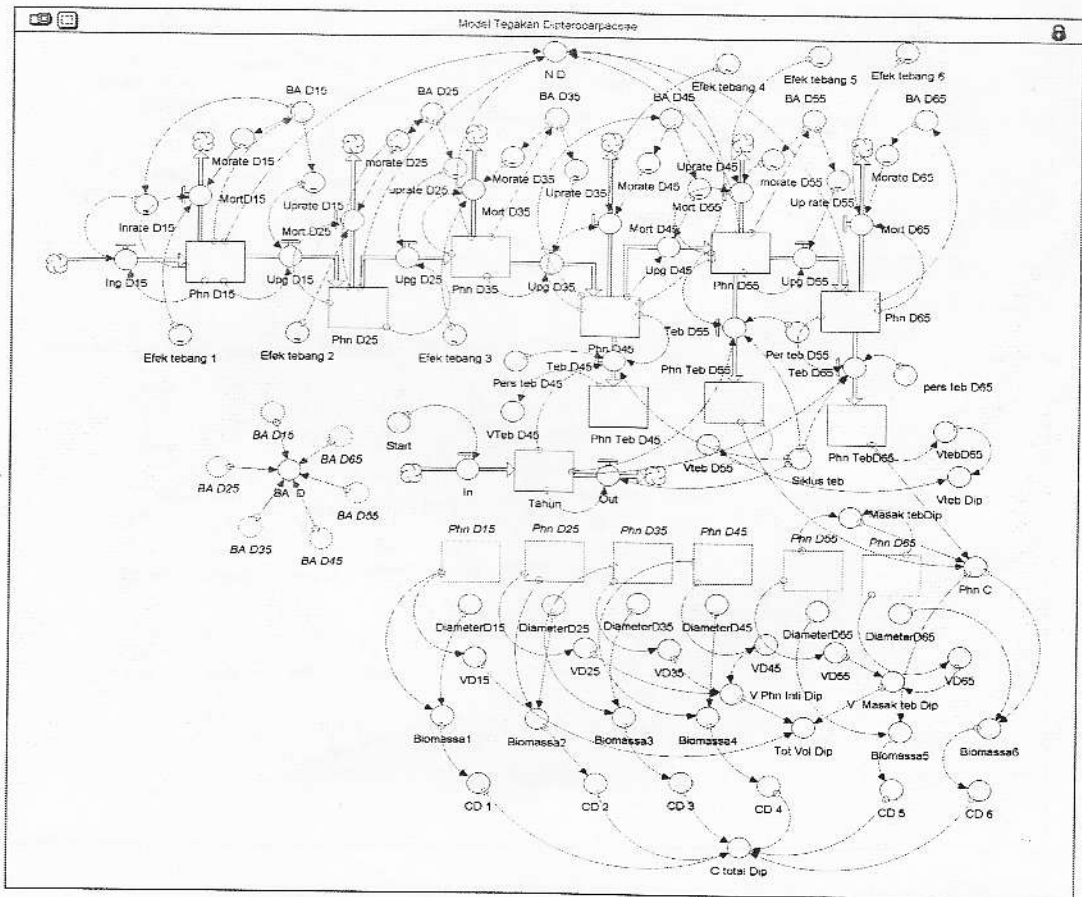 Model Tegakan Dipterocarpaceae
N D
Efek tebang 4
Efek tebang 5
Efek tebang 6
BA D15
BA D25
BA D35
BA D45
BA D55
BA D65
Morate D15
morate D25
Morate D35
Morate D45
morate D55
Morate D65
Inrate D15
MortD15
Uprate D15
Mort D25
uprate D25
Mort D35
Uprate D35
Mort D45
Uprate D45
Mort D55
Up rate D55
Mort D65
Ing D15
Phn D15
Upg D15
Phn D25
Upg D25
Phn D35
Upg D35
Phn D45
Upg D45
Phn D55
Upg D55
Phn D65
Efek tebang 1
Efek tebang 2
Efek tebang 3
Teb D45
Teb D55
Per teb D55
Teb D65
Pers teb D45
Phn Teb D55
pers teb D65
VTeb D45
Phn Teb D45
Phn TebD65
Start
In
Tahun
Out
Vteb D55
Siklus teb
VtebD65
Vteb Dip
BA D15
BA D65
BA D25
BA D
BA D55
BA D35
BA D45
Masak tebDip
Phn D15
Phn D25
Phn D35
Phn D45
Phn D55
Phn D65
Phn C
DiameterD15
DiameterD25
DiameterD35
DiameterD45
DiameterD55
DiameterD65
VD15
VD25
VD35
VD45
VD55
VD65
V Phn Inti Dip
V Masak teb Dip
Biomassa1
Biomassa2
Biomassa3
Biomassa4
Tot Vol Dip
Biomassa5
Biomassa6
CD 1
CD 2
CD 3
CD 4
CD 5
CD 6
C total Dip